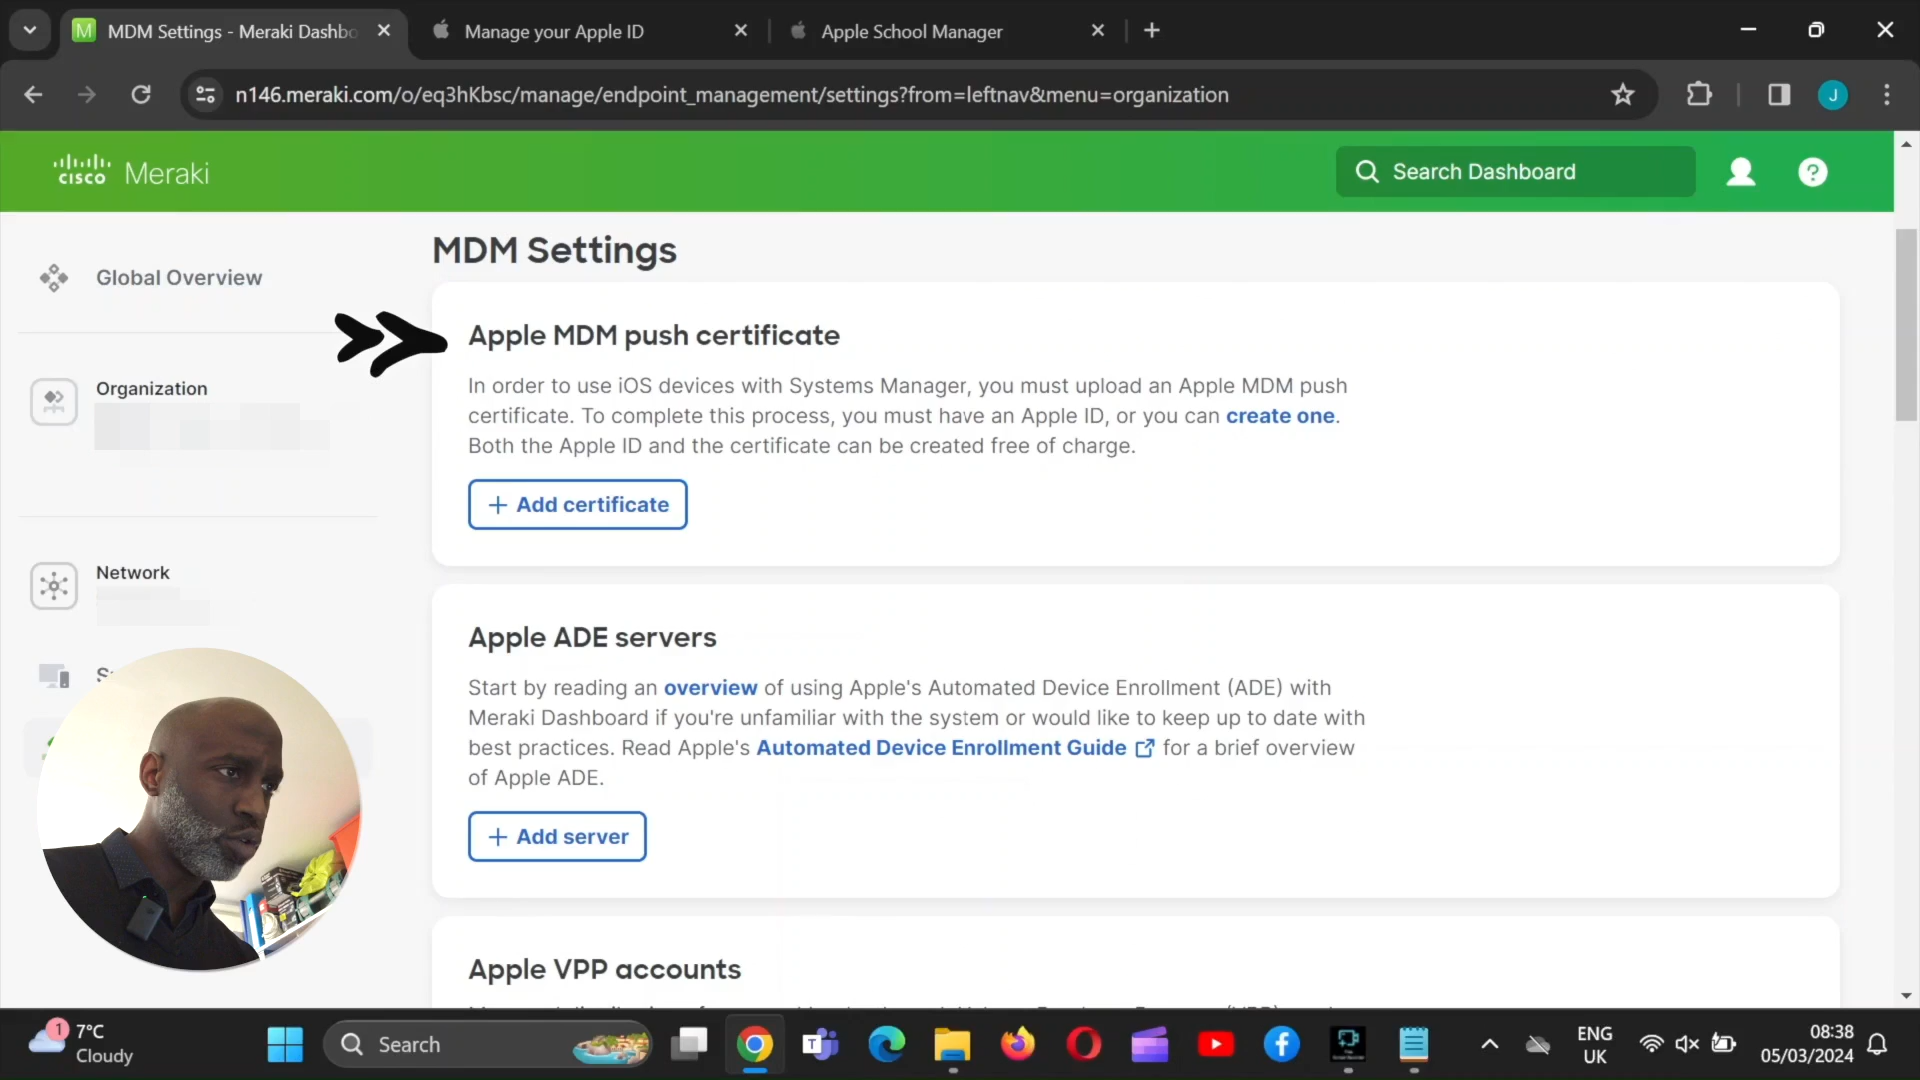 MDM Settings - Meraki Dashbo
Manage your Apple ID
Apple School Manager
n146.meraki.com/o/eq3hKbsc/manage/endpoint_management/settings?from=leftnav&menu=organization
J
cisco Meraki
Search Dashboard
?
Global Overview
Organization
Network
MDM Settings
Apple MDM push certificate
In order to use iOS devices with Systems Manager, you must upload an Apple MDM push
certificate. To complete this process, you must have an Apple ID, or you can create one.
Both the Apple ID and the certificate can be created free of charge.
+ Add certificate
Apple ADE servers
Start by reading an overview of using Apple's Automated Device Enrollment (ADE) with
Meraki Dashboard if you're unfamiliar with the system or would like to keep up to date with
best practices. Read Apple's Automated Device Enrollment Guide for a brief overview
of Apple ADE.
+ Add server
Apple VPP accounts
1
7°C
Cloudy
Search
ENG
UK
08:38
05/03/2024